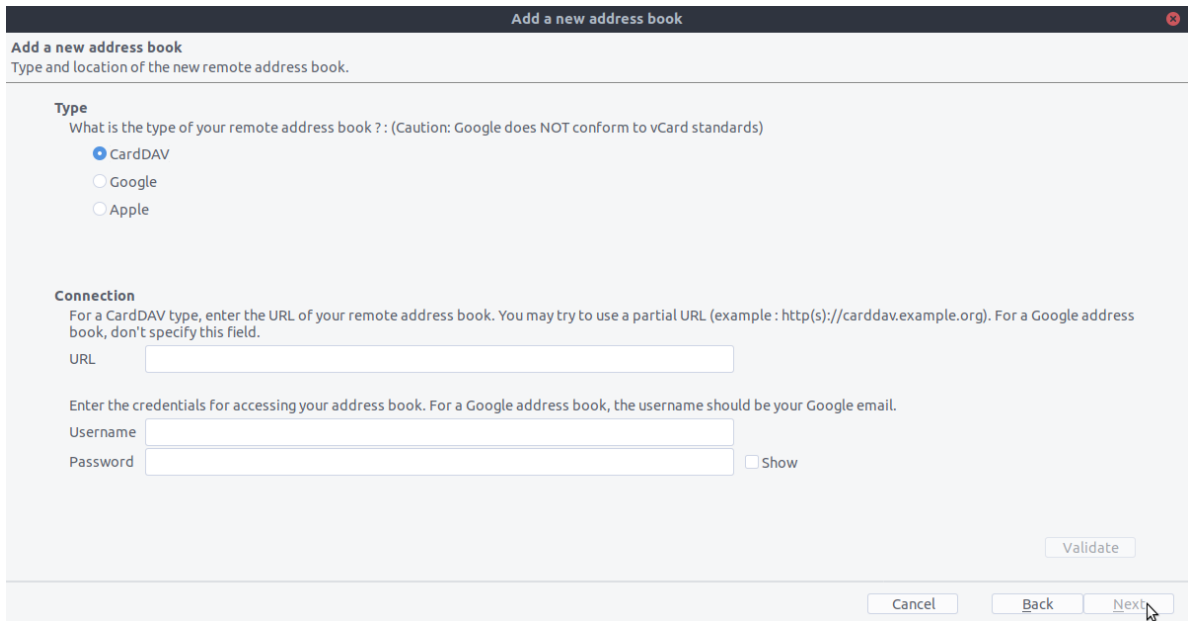 Add a new address book
Add a new address book
Type and location of the new remote address book.
Type
What is the type of your remote address book ? : (Caution: Google does NOT conform to vCard standards)
CardDAV
Google
Apple
Connection
For a CardDAV type, enter the URL of your remote address book. You may try to use a partial URL (example : http(s)://carddav.example.org). For a Google address
book, don't specify this field.
URL
Enter the credentials for accessing your address book. For a Google address book, the username should be your Google email.
Username
Password Show
Validate
Cancel Back Next